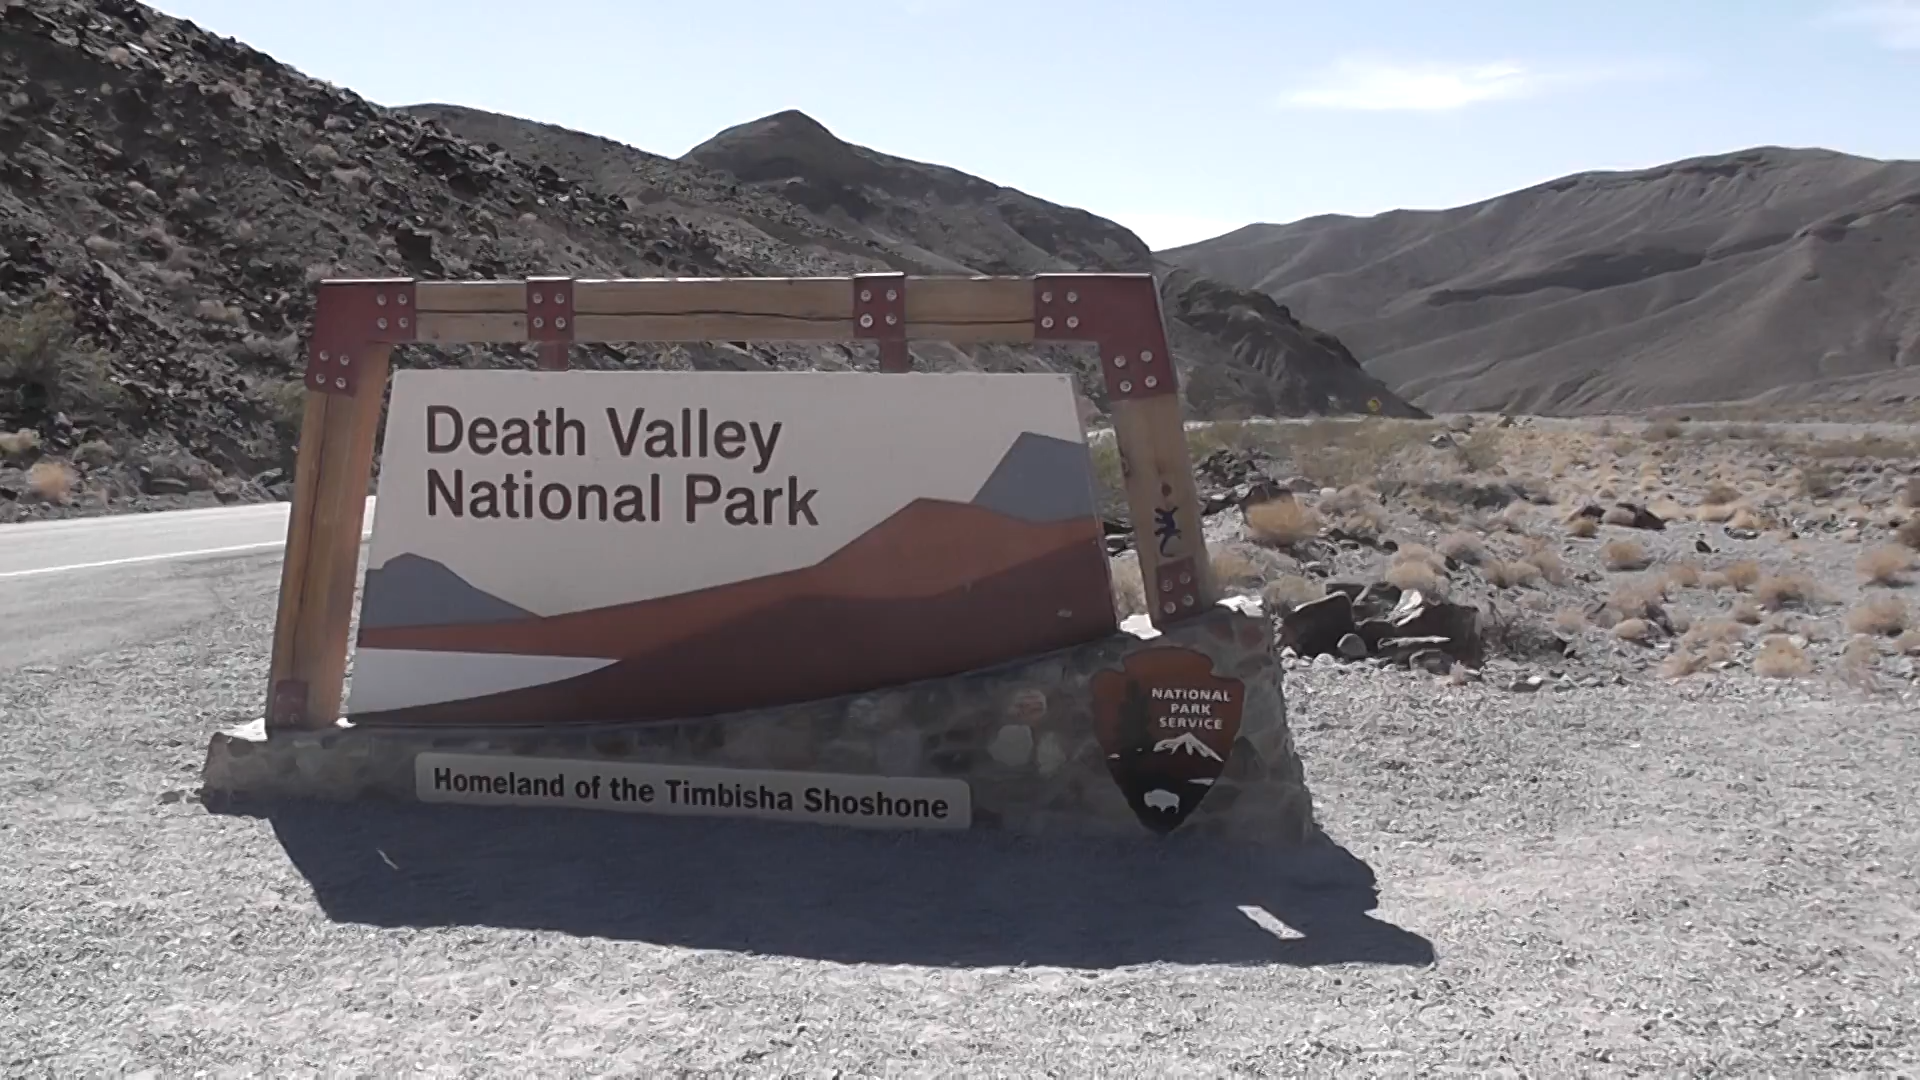 Death Valley
National Park
NATIONAL
PARK
SERVICE
Homeland of the Timbisha Shoshone